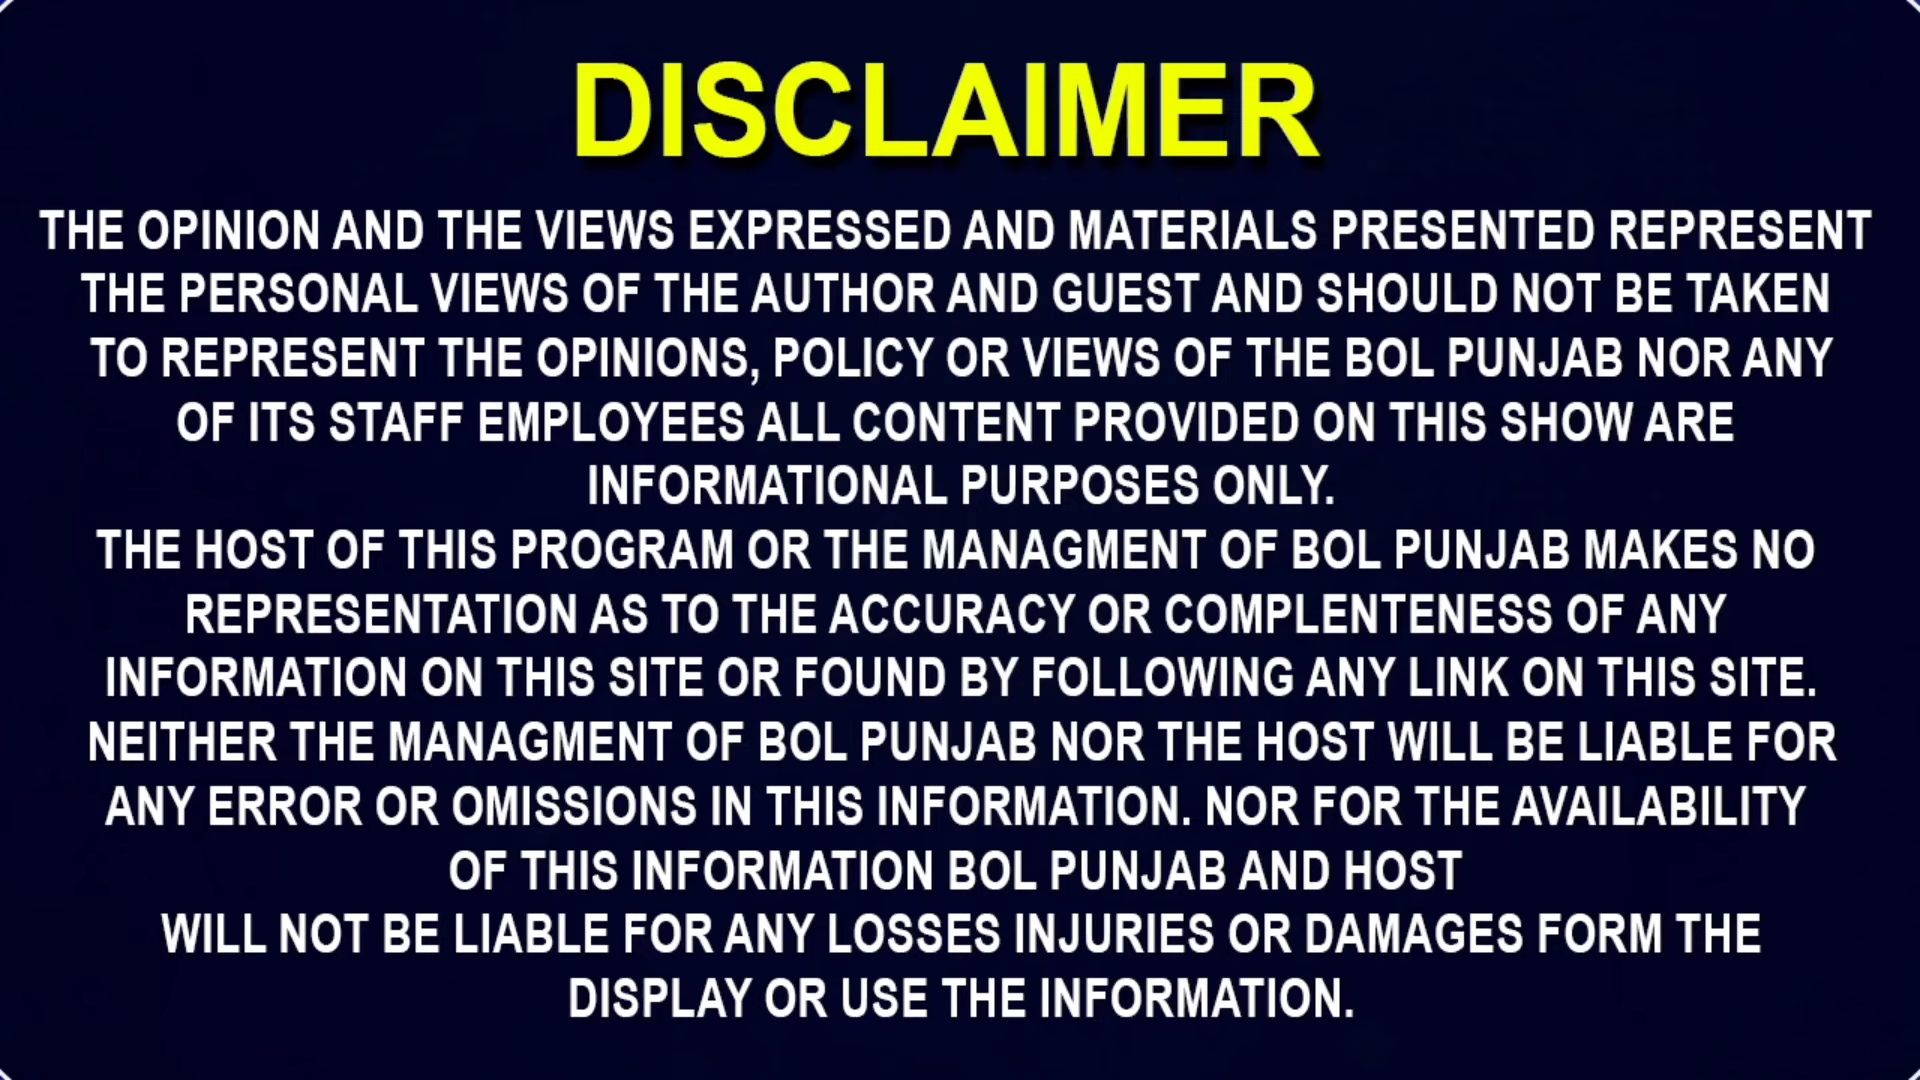 DISCLAIMER
THE OPINION AND THE VIEWS EXPRESSED AND MATERIALS PRESENTED REPRESENT
THE PERSONAL VIEWS OF THE AUTHOR AND GUEST AND SHOULD NOT BE TAKEN
TO REPRESENT THE OPINIONS, POLICY OR VIEWS OF THE BOL PUNJAB NOR ANY
OF ITS STAFF EMPLOYEES ALL CONTENT PROVIDED ON THIS SHOW ARE
INFORMATIONAL PURPOSES ONLY.
THE HOST OF THIS PROGRAM OR THE MANAGMENT OF BOL PUNJAB MAKES NO
REPRESENTATION AS TO THE ACCURACY OR COMPLENTENESS OF ANY
INFORMATION ON THIS SITE OR FOUND BY FOLLOWING ANY LINK ON THIS SITE.
NEITHER THE MANAGMENT OF BOL PUNJAB NOR THE HOST WILL BE LIABLE FOR
ANY ERROR OR OMISSIONS IN THIS INFORMATION. NOR FOR THE AVAILABILITY
OF THIS INFORMATION BOL PUNJAB AND HOST
WILL NOT BE LIABLE FOR ANY LOSSES INJURIES OR DAMAGES FORM THE
DISPLAY OR USE THE INFORMATION.